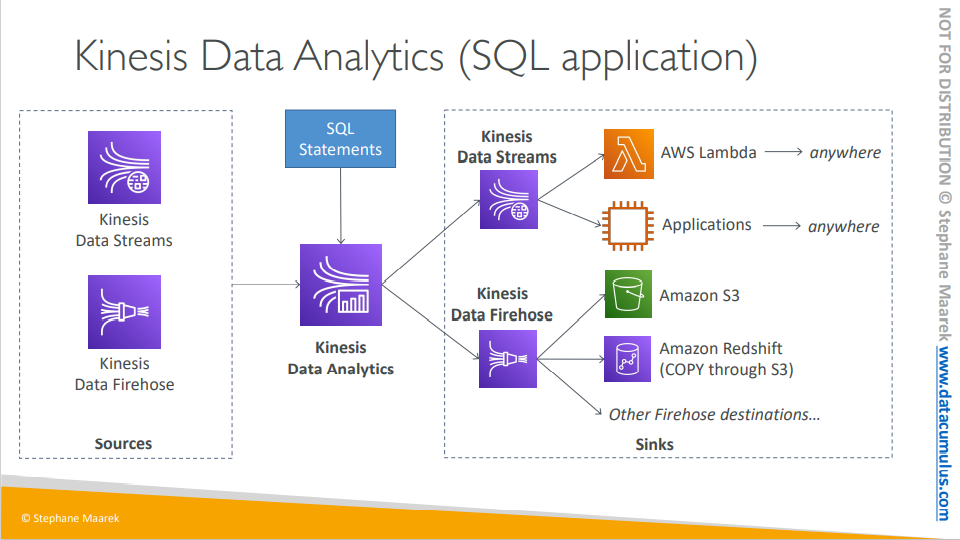 Kinesis Data Analytics (SQL application)
Kinesis
Data Streams
Kinesis
Data Firehose
Sources
SQL
Statements
Kinesis
Data Analytics
Kinesis
Data Streams
AWS Lambda
anywhere
Applications
anywhere
Kinesis
Data Firehose
Amazon S3
Amazon Redshift
(COPY through S3)
Other Firehose destinations...
Sinks
© Stephane Maarek
NOT FOR DISTRIBUTION © Stephane Maarek www.datacumulus.com